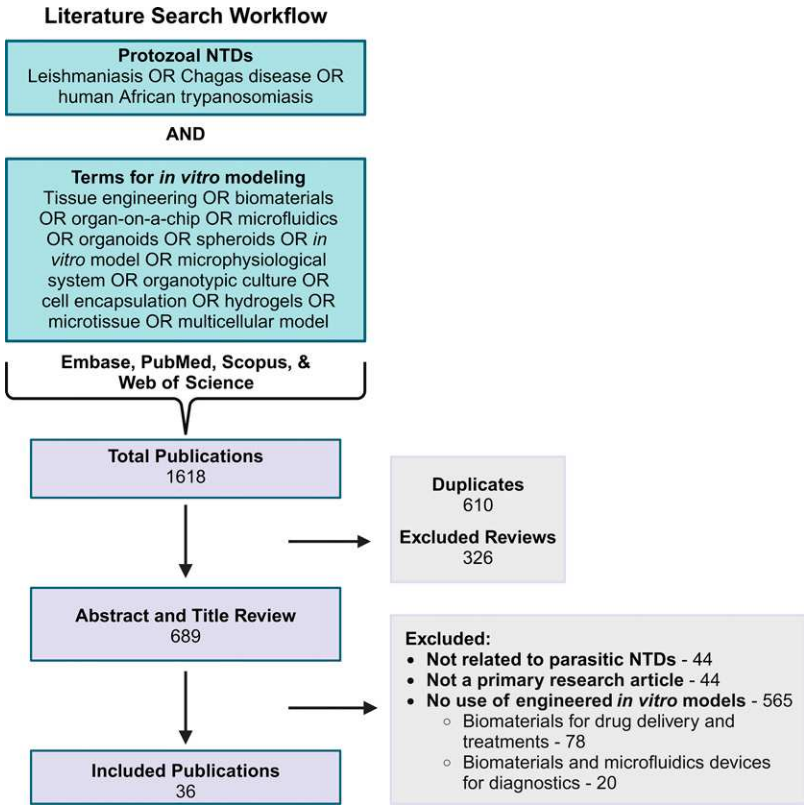 Literature Search Workflow
Protozoal NTDs
Leishmaniasis OR Chagas disease OR
human African trypanosomiasis
AND
Terms for in vitro modeling
Tissue engineering OR biomaterials
OR organ-on-a-chip OR microfluidics
OR organoids OR spheroids OR in
vitro model OR microphysiological
system OR organotypic culture OR
cell encapsulation OR hydrogels OR
microtissue OR multicellular model
Embase, PubMed, Scopus, &
Web of Science
Total Publications
1618
Duplicates
610
Excluded Reviews
326
Abstract and Title Review
689
Excluded:
• Not related to parasitic NTDs - 44
• Not a primary research article - 44
• No use of engineered in vitro models - 565
○ Biomaterials for drug delivery and
treatments - 78
○ Biomaterials and microfluidics devices
for diagnostics - 20
Included Publications
36